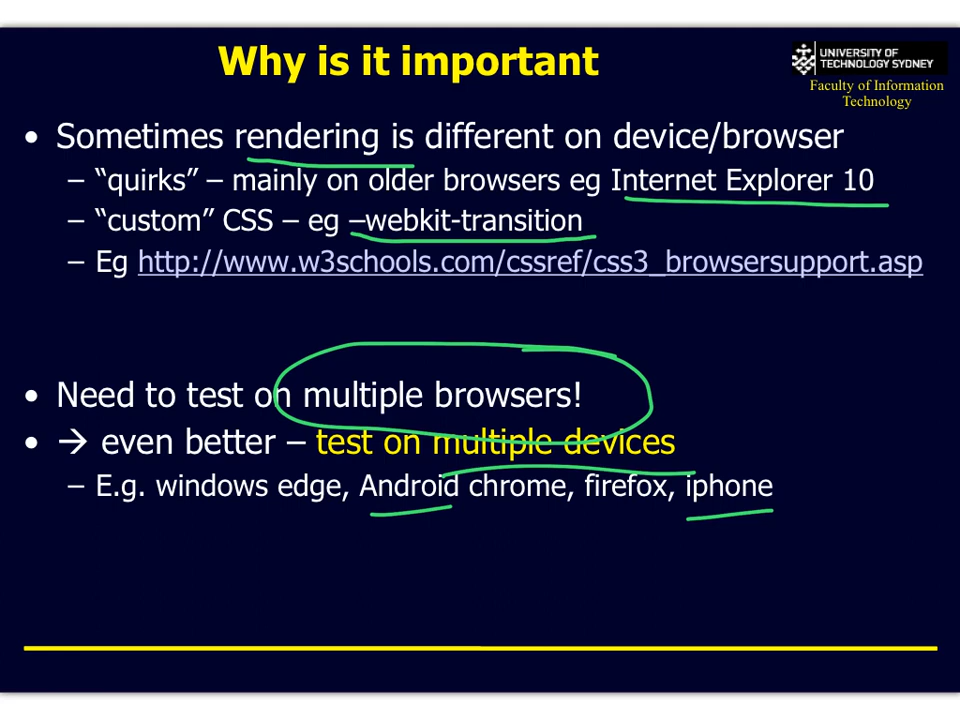 Why is it important
UNIVERSITY OF
TECHNOLOGY SYDNEY
Faculty of Information
Technology
• Sometimes rendering is different on device/browser
– “quirks” – mainly on older browsers eg Internet Explorer 10
– “custom” CSS – eg –webkit-transition
– Eg http://www.w3schools.com/cssref/css3_browsersupport.asp
• Need to test on multiple browsers!
• → even better – test on multiple devices
– E.g. windows edge, Android chrome, firefox, iphone